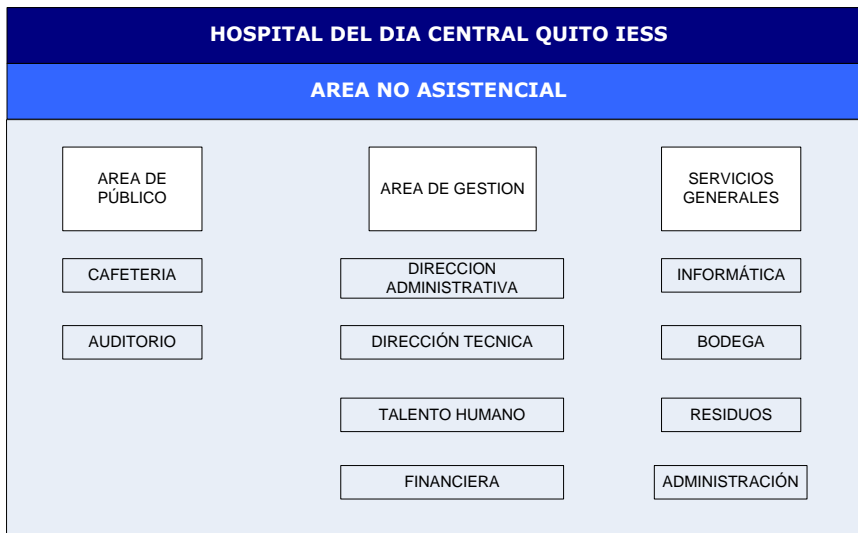 HOSPITAL DEL DIA CENTRAL QUITO IESS
AREA NO ASISTENCIAL
AREA DE
PÚBLICO
AREA DE GESTION
SERVICIOS
GENERALES
CAFETERIA
DIRECCION
ADMINISTRATIVA
INFORMÁTICA
AUDITORIO
DIRECCIÓN TECNICA
BODEGA
TALENTO HUMANO
RESIDUOS
FINANCIERA
ADMINISTRACIÓN